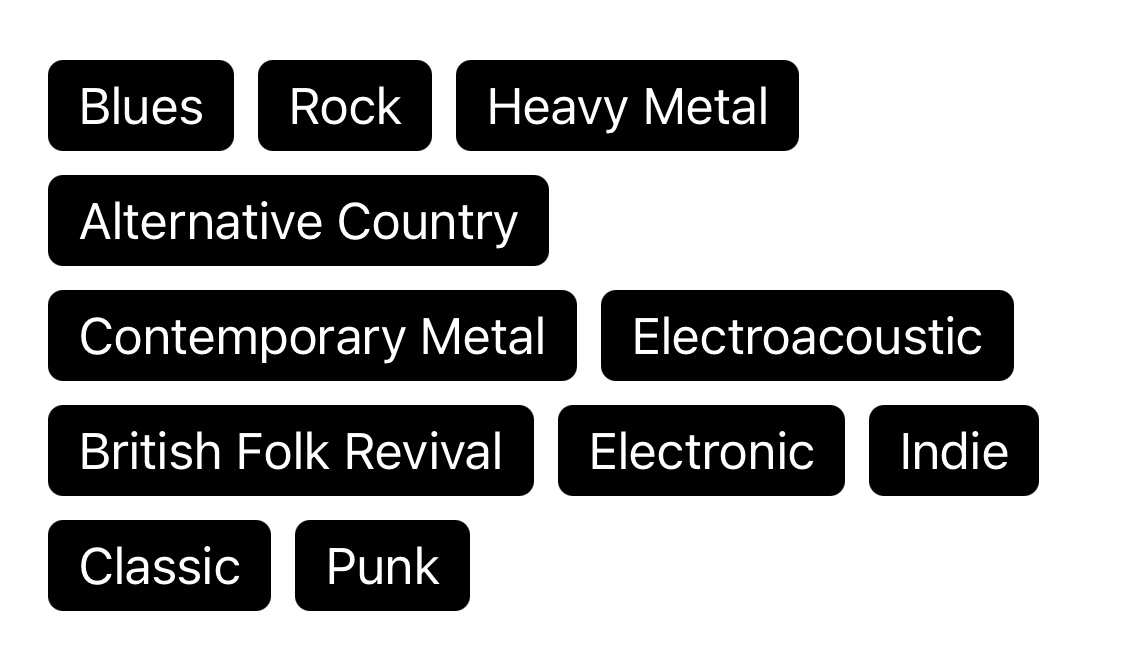 Blues Rock Heavy Metal
Alternative Country
Contemporary Metal Electroacoustic
British Folk Revival Electronic Indie
Classic Punk